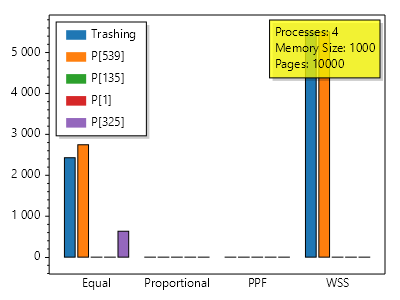 Trashing
P[539]
P[135]
P[1]
P[325]
Processes: 4
Memory Size: 1000
Pages: 10000
5 000
4 000
3 000
2 000
1 000
0
Equal
Proportional
PPF
WSS